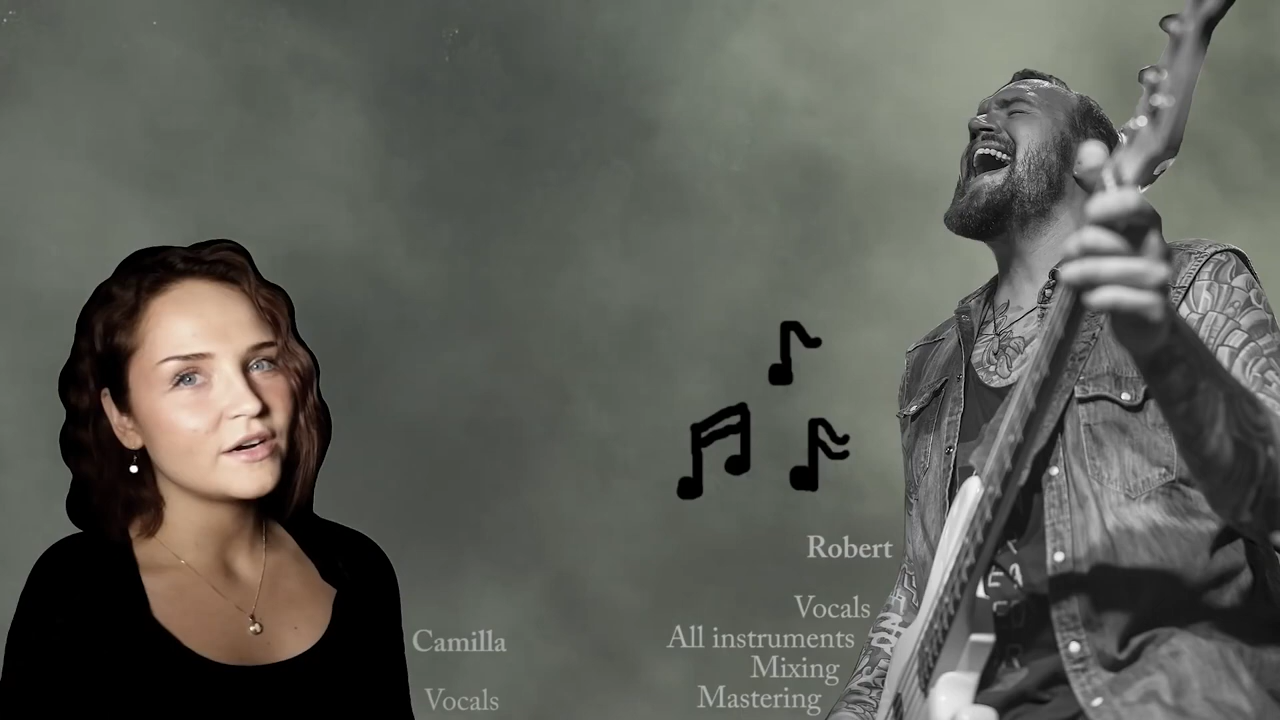 Camilla
Vocals
Robert
Vocals
All instruments
Mixing
Mastering